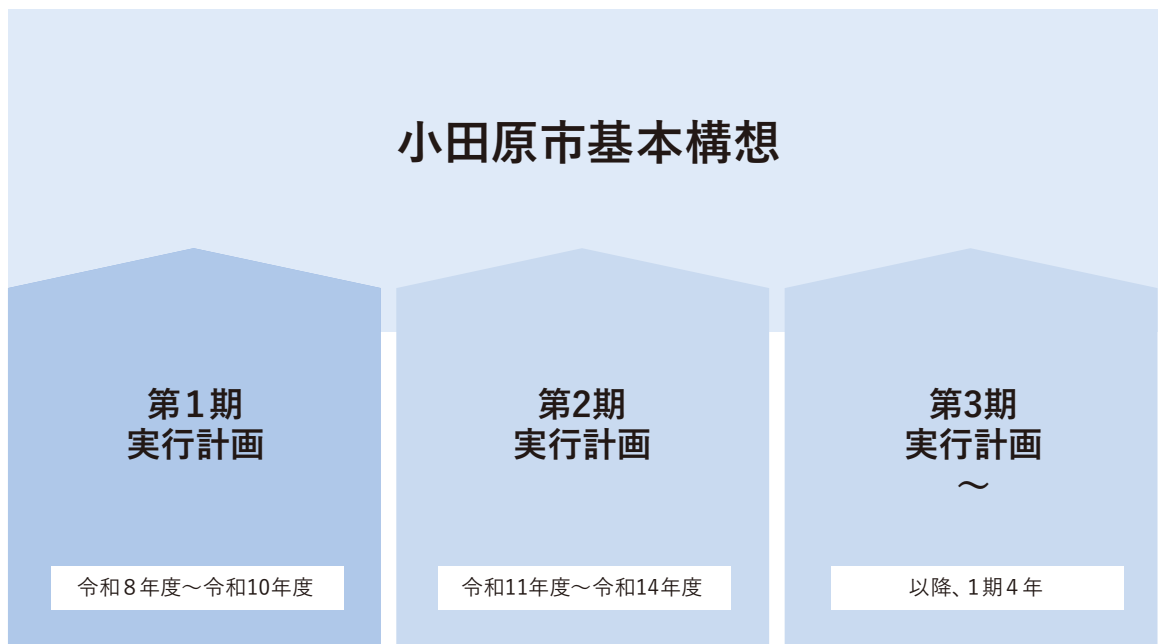 小田原市基本構想
第１期
実行計画
第2期
実行計画
第3期
実行計画
～
令和８年度～令和10年度
令和11年度～令和14年度
以降、１期４年